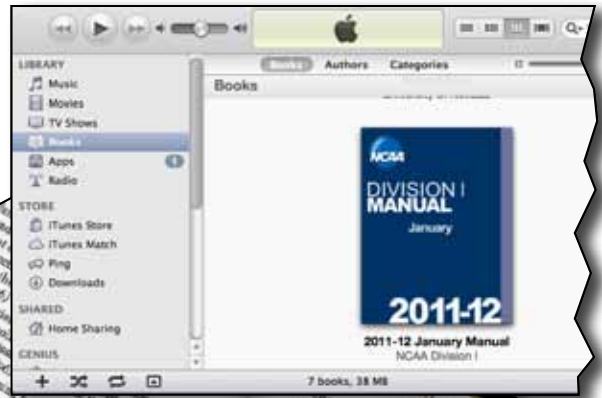 LIBRARY
Music
Movies
TV Shows
Books
Apps
Radio
STORE
iTunes Store
iTunes Match
Ping
Downloads
SHARED
Home Sharing
GENIUS
Books Authors Categories
Books
NCAA
DIVISION I
MANUAL
January
2011-12
2011-12 January Manual
NCAA Division I
7 books, 38 MB